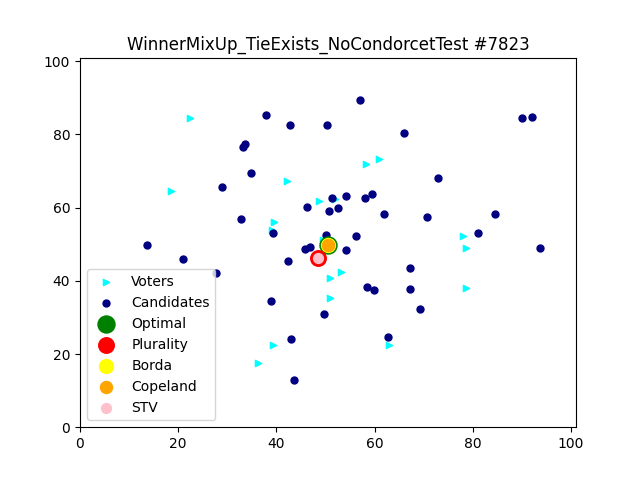 WinnerMixUp_TieExists_NoCondorcetTest #7823
100
80
60
40
20
0
Voters
Candidates
Optimal
Plurality
Borda
Copeland
STV
0 20 40 60 80 100